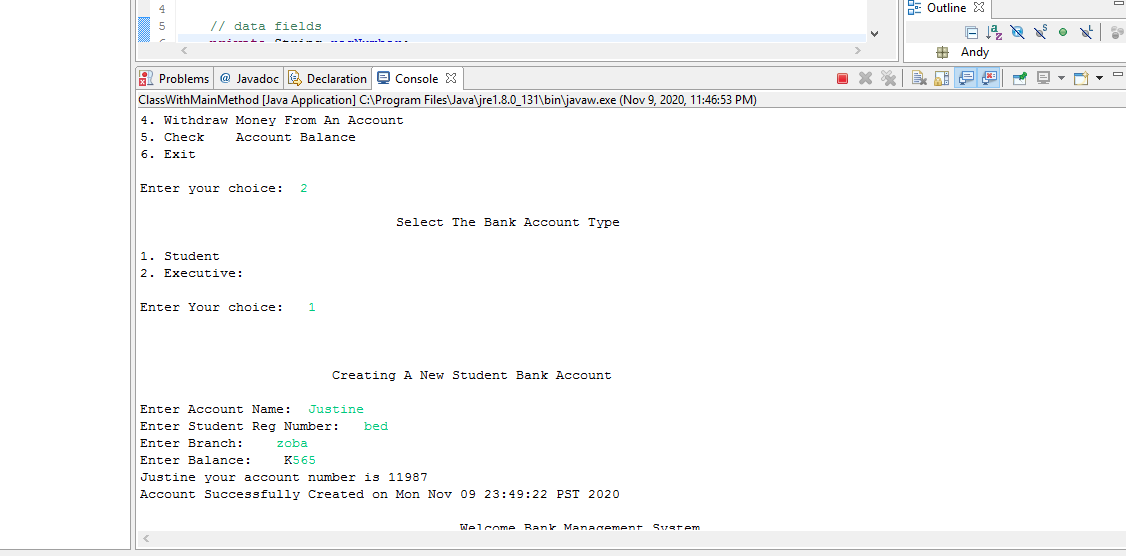 4
5 // data fields
Outline
Andy
Problems @ Javadoc Declaration Console
ClassWithMainMethod [Java Application] C:\Program Files\Java\jre1.8.0_131\bin\javaw.exe (Nov 9, 2020, 11:46:53 PM)
4. Withdraw Money From An Account
5. Check    Account Balance
6. Exit
Enter your choice:  2
Select The Bank Account Type
1. Student
2. Executive:
Enter Your choice:   1
Creating A New Student Bank Account
Enter Account Name:  Justine
Enter Student Reg Number:   bed
Enter Branch:    zoba
Enter Balance:    K565
Justine your account number is 11987
Account Successfully Created on Mon Nov 09 23:49:22 PST 2020
Welcome Bank Management System